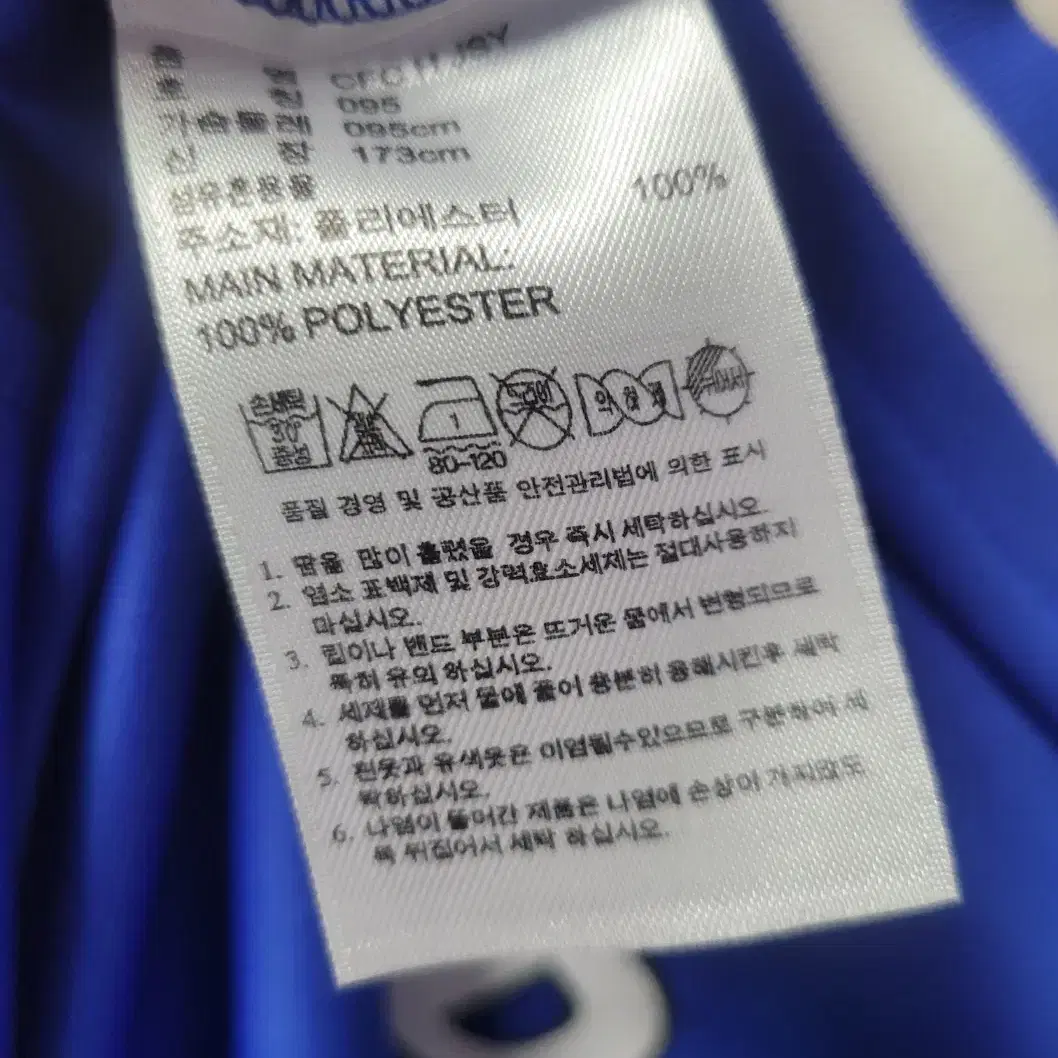 품 명 CFC H JSY
호 칭 095
가슴둘레 095cm
신 장 173cm
섬유혼용율
주소재: 폴리에스터 100%
MAIN MATERIAL:
100% POLYESTER
손세탁
30
중성
1
80-120
드라이
약하게
품질 경영 및 공산품 안전관리법에 의한 표시
1. 땀을 많이 흘렸을 경우 즉시 세탁하십시오.
2. 염소 표백제 및 강력효소세제는 절대사용하지
마십시오.
3. 립이나 밴드 부분은 뜨거운 물에서 변형되므로
특히 유의 하십시오.
4. 세제를 먼저 물에 풀어 충분히 용해시킨후 세탁
하십시오.
5. 흰옷과 유색옷은 이염될수있으므로 구분하여 세
탁하십시오.
6. 나염이 들어간 제품은 나염에 손상이 가지않도
록 뒤집어서 세탁 하십시오.